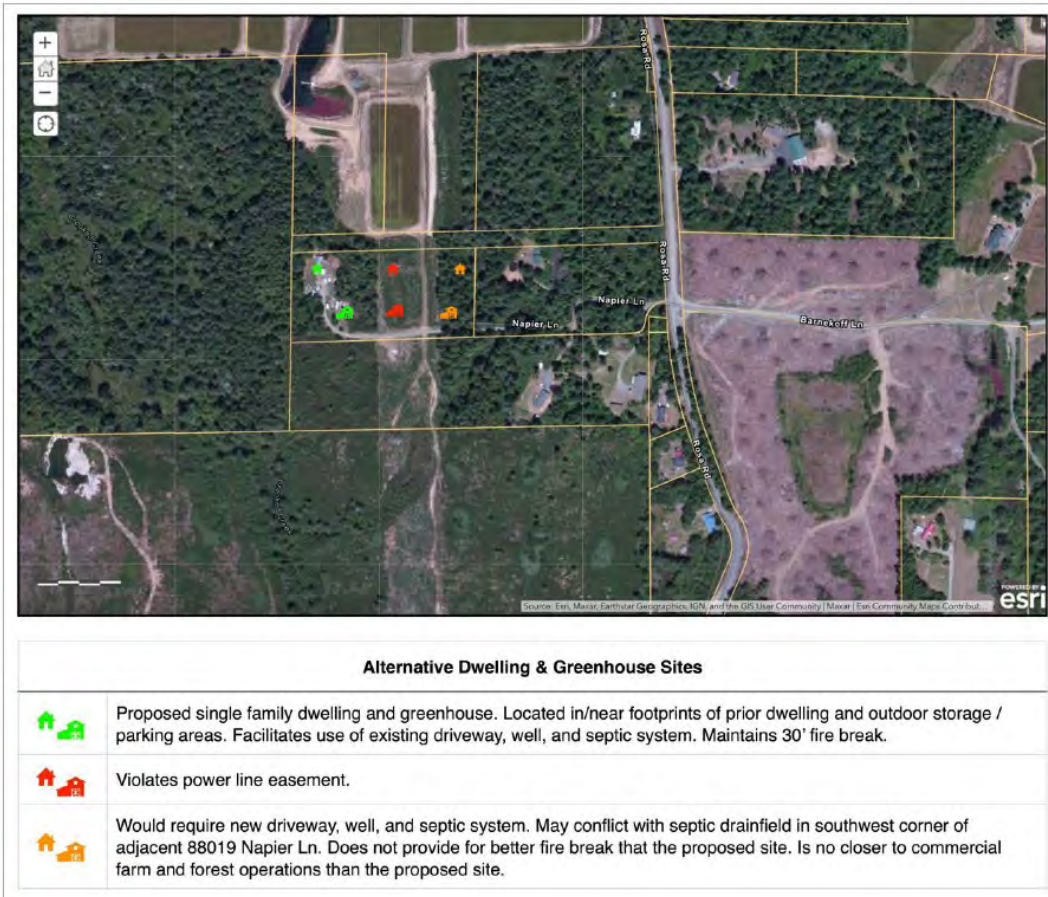 +
−
Rosa Rd
Rosa Rd
Napier Ln
Napier Ln
Barnekoff Ln
Rosa Rd
Source: Esri, Maxar, Earthstar Geographics, IGN, and the GIS User Community | Maxar | Esri Community Maps Contribut...
POWERED BY
esri
Alternative Dwelling & Greenhouse Sites
Proposed single family dwelling and greenhouse. Located in/near footprints of prior dwelling and outdoor storage /
parking areas. Facilitates use of existing driveway, well, and septic system. Maintains 30' fire break.
Violates power line easement.
Would require new driveway, well, and septic system. May conflict with septic drainfield in southwest corner of
adjacent 88019 Napier Ln. Does not provide for better fire break that the proposed site. Is no closer to commercial
farm and forest operations than the proposed site.